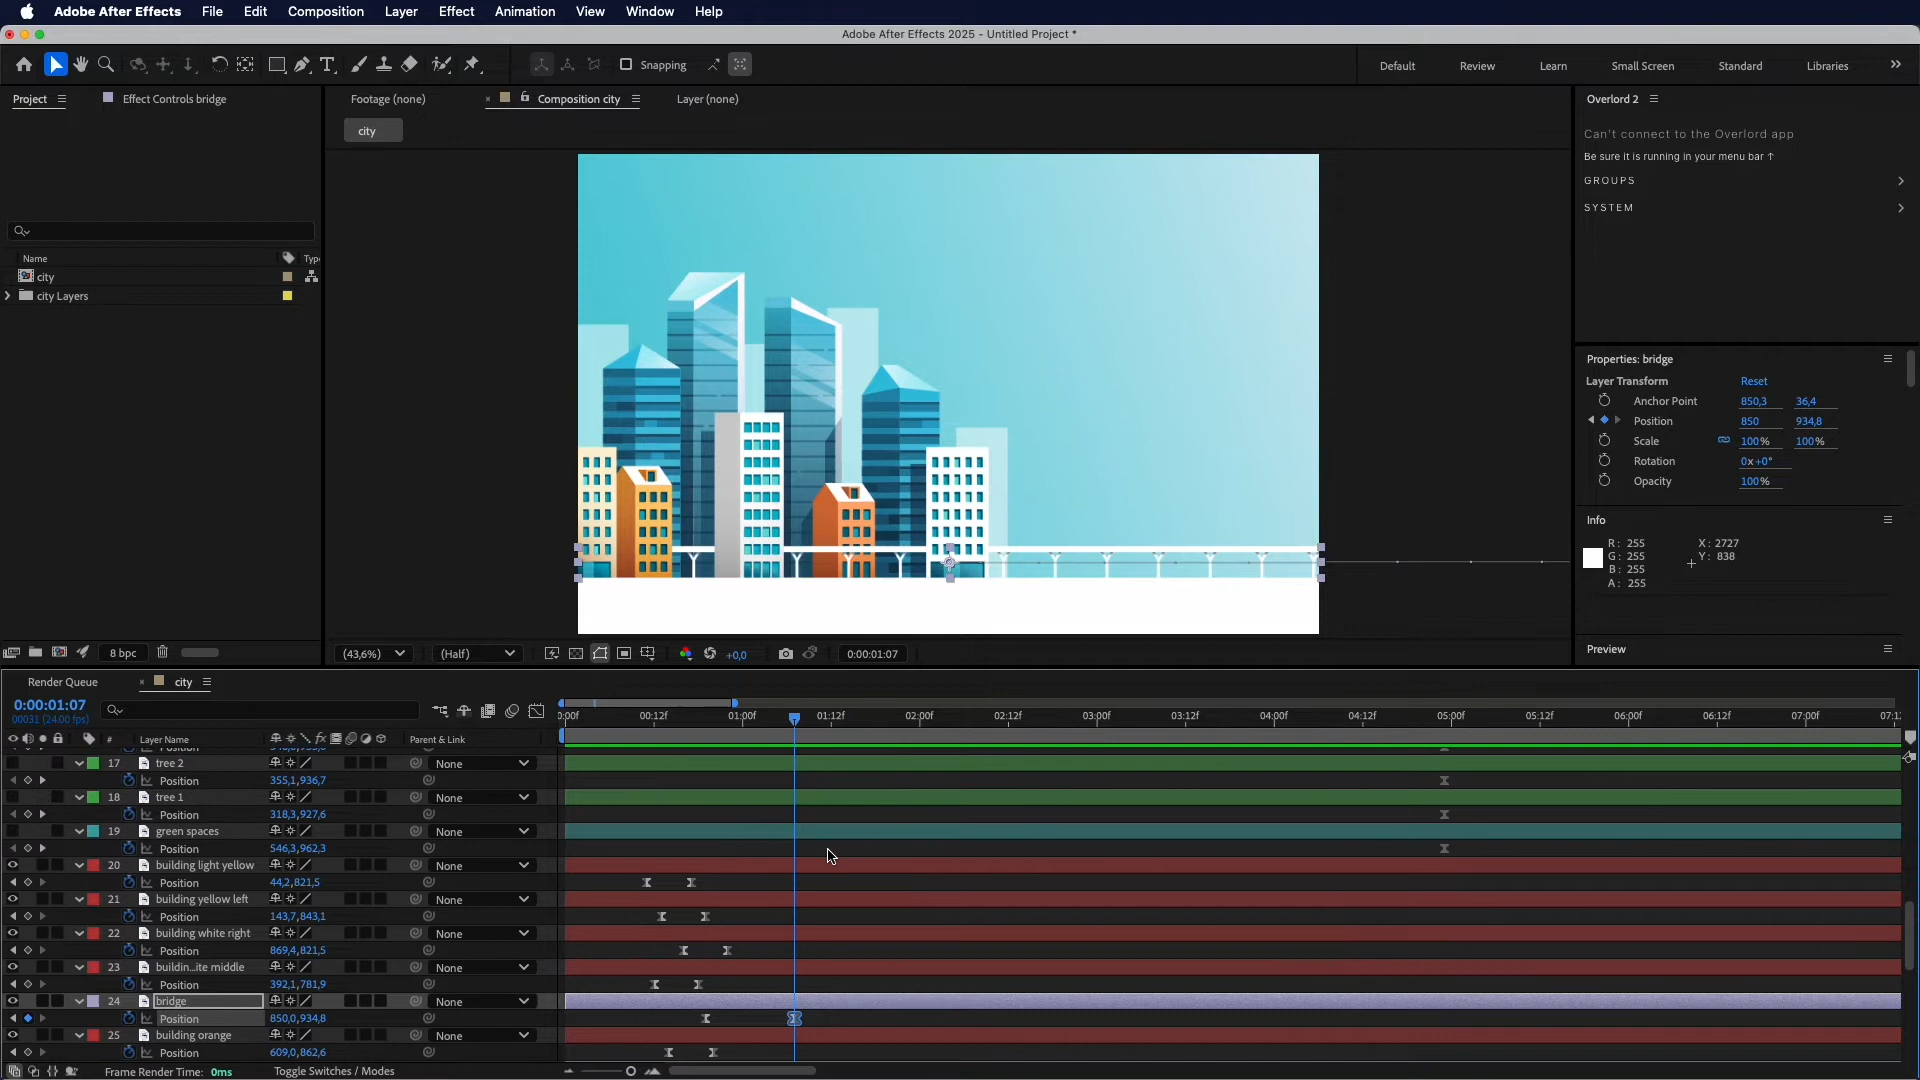 Adobe After Effects File Edit Composition Layer Effect Animation View Window Help
Adobe After Effects 2025 - Untitled Project *
Snapping Default Review Learn Small Screen Standard Libraries
Project Effect Controls bridge Footage (none) Composition city Layer (none) Overlord 2
city
Can't connect to the Overlord app
Be sure it is running in your menu bar ↑
GROUPS
SYSTEM
Name Type
city
city Layers
Properties: bridge
Layer Transform Reset
Anchor Point 850,3 36,4
Position 850 934,8
Scale 100% 100%
Rotation 0x+0°
Opacity 100%
Info
R: 255 X: 2727
G: 255 Y: 838
B: 255
A: 255
Preview
8 bpc (43,6%) (Half) +0,0 0:00:01:07
Render Queue city
0:00:01:07
00031 (24.00 fps)
0:00f 00:12f 01:00f 01:12f 02:00f 02:12f 03:00f 03:12f 04:00f 04:12f 05:00f 05:12f 06:00f 06:12f 07:00f 07:1
# Layer Name Parent & Link
17 tree 2 None
Position 355,1,936,7
18 tree 1 None
Position 318,3,927,6
19 green spaces None
Position 546,3,962,3
20 building light yellow None
Position 44,2,821,5
21 building yellow left None
Position 143,7,843,1
22 building white right None
Position 869,4,821,5
23 buildin...ite middle None
Position 392,1,781,9
24 bridge None
Position 850,0,934,8
25 building orange None
Position 609,0,862,6
Frame Render Time: 0ms Toggle Switches / Modes